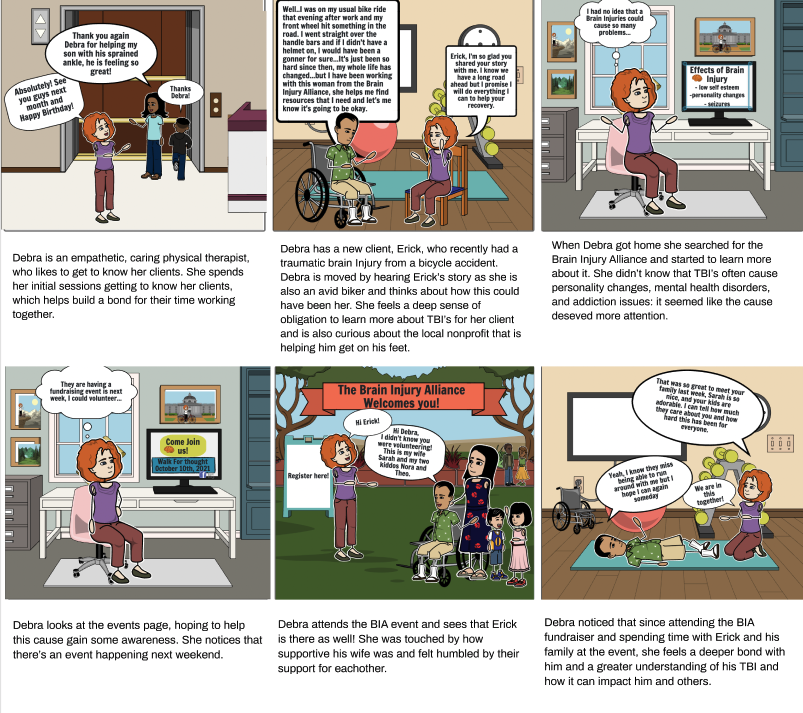 Thank you again
Debra for helping my
son with his sprained
ankle, he is feeling so
great!
Absolutely! See
you guys next
month and
Happy Birthday!
Thanks
Debra!
Debra is an empathetic, caring physical therapist,
who likes to get to know her clients. She spends
her initial sessions getting to know her clients,
which helps build a bond for their time working
together.
Well..I was on my usual bike ride
that evening after work and my
front wheel hit something in the
road. I went straight over the
handle bars and if I didn't have a
helmet on, I would have been a
gonner for sure...It's just been so
hard since then, my whole life has
changed...but I have been working
with this woman from the Brain
Injury Alliance, she helps me find
resources that I need and let's me
know it's going to be okay.
Erick, I'm so glad you
shared your story
with me. I know we
have a long road
ahead but I promise I
will do everything I
can to help your
recovery.
Debra has a new client, Erick, who recently had a
traumatic brain Injury from a bicycle accident.
Debra is moved by hearing Erick's story as she is
also an avid biker and thinks about how this could
have been her. She feels a deep sense of
obligation to learn more about TBI's for her client
and is also curious about the local nonprofit that is
helping him get on his feet.
I had no idea that a
Brain Injuries could
cause so many
problems...
Effects of Brain
Injury
- low self esteem
-personality changes
- seizures
When Debra got home she searched for the
Brain Injury Alliance and started to learn more
about it. She didn't know that TBI's often cause
personality changes, mental health disorders,
and addiction issues: it seemed like the cause
deseved more attention.
They are having a
fundraising event is next
week, I could volunteer...
Come Join
us!
Walk For thought
October 10th, 2021
Debra looks at the events page, hoping to help
this cause gain some awareness. She notices that
there's an event happening next weekend.
The Brain Injury Alliance
Welcomes you!
Hi Erick!
Hi Debra,
I didn't know you
were volunteering!
This is my wife
Sarah and my two
kiddos Nora and
Theo.
Register here!
Debra attends the BIA event and sees that Erick
is there as well! She was touched by how
supportive his wife was and felt humbled by their
support for eachother.
That was so great to meet your
family last week, Sarah is so
nice, and your kids are
adorable. I can tell how much
they care about you and how
hard this has been for
everyone.
Yeah, I know they miss
being able to run
around with me but I
hope I can again
someday
We are in
this
together!
Debra noticed that since attending the BIA
fundraiser and spending time with Erick and his
family at the event, she feels a deeper bond with
him and a greater understanding of his TBI and
how it can impact him and others.